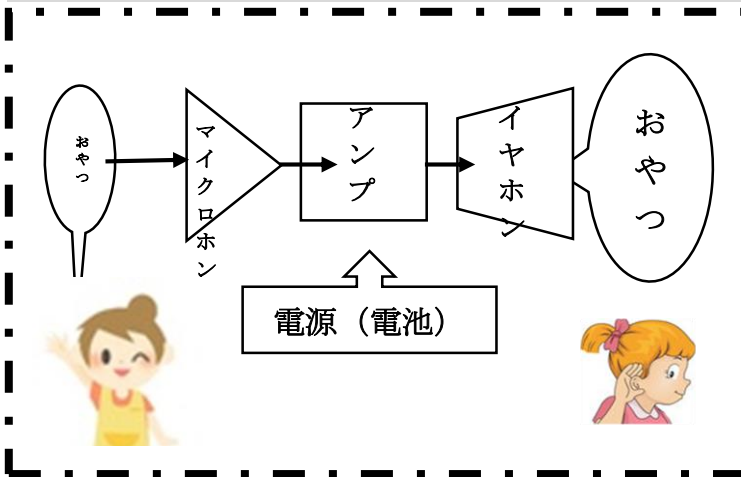 おやつ
マイクロホン
アンプ
イヤホン
おやつ
電源（電池）